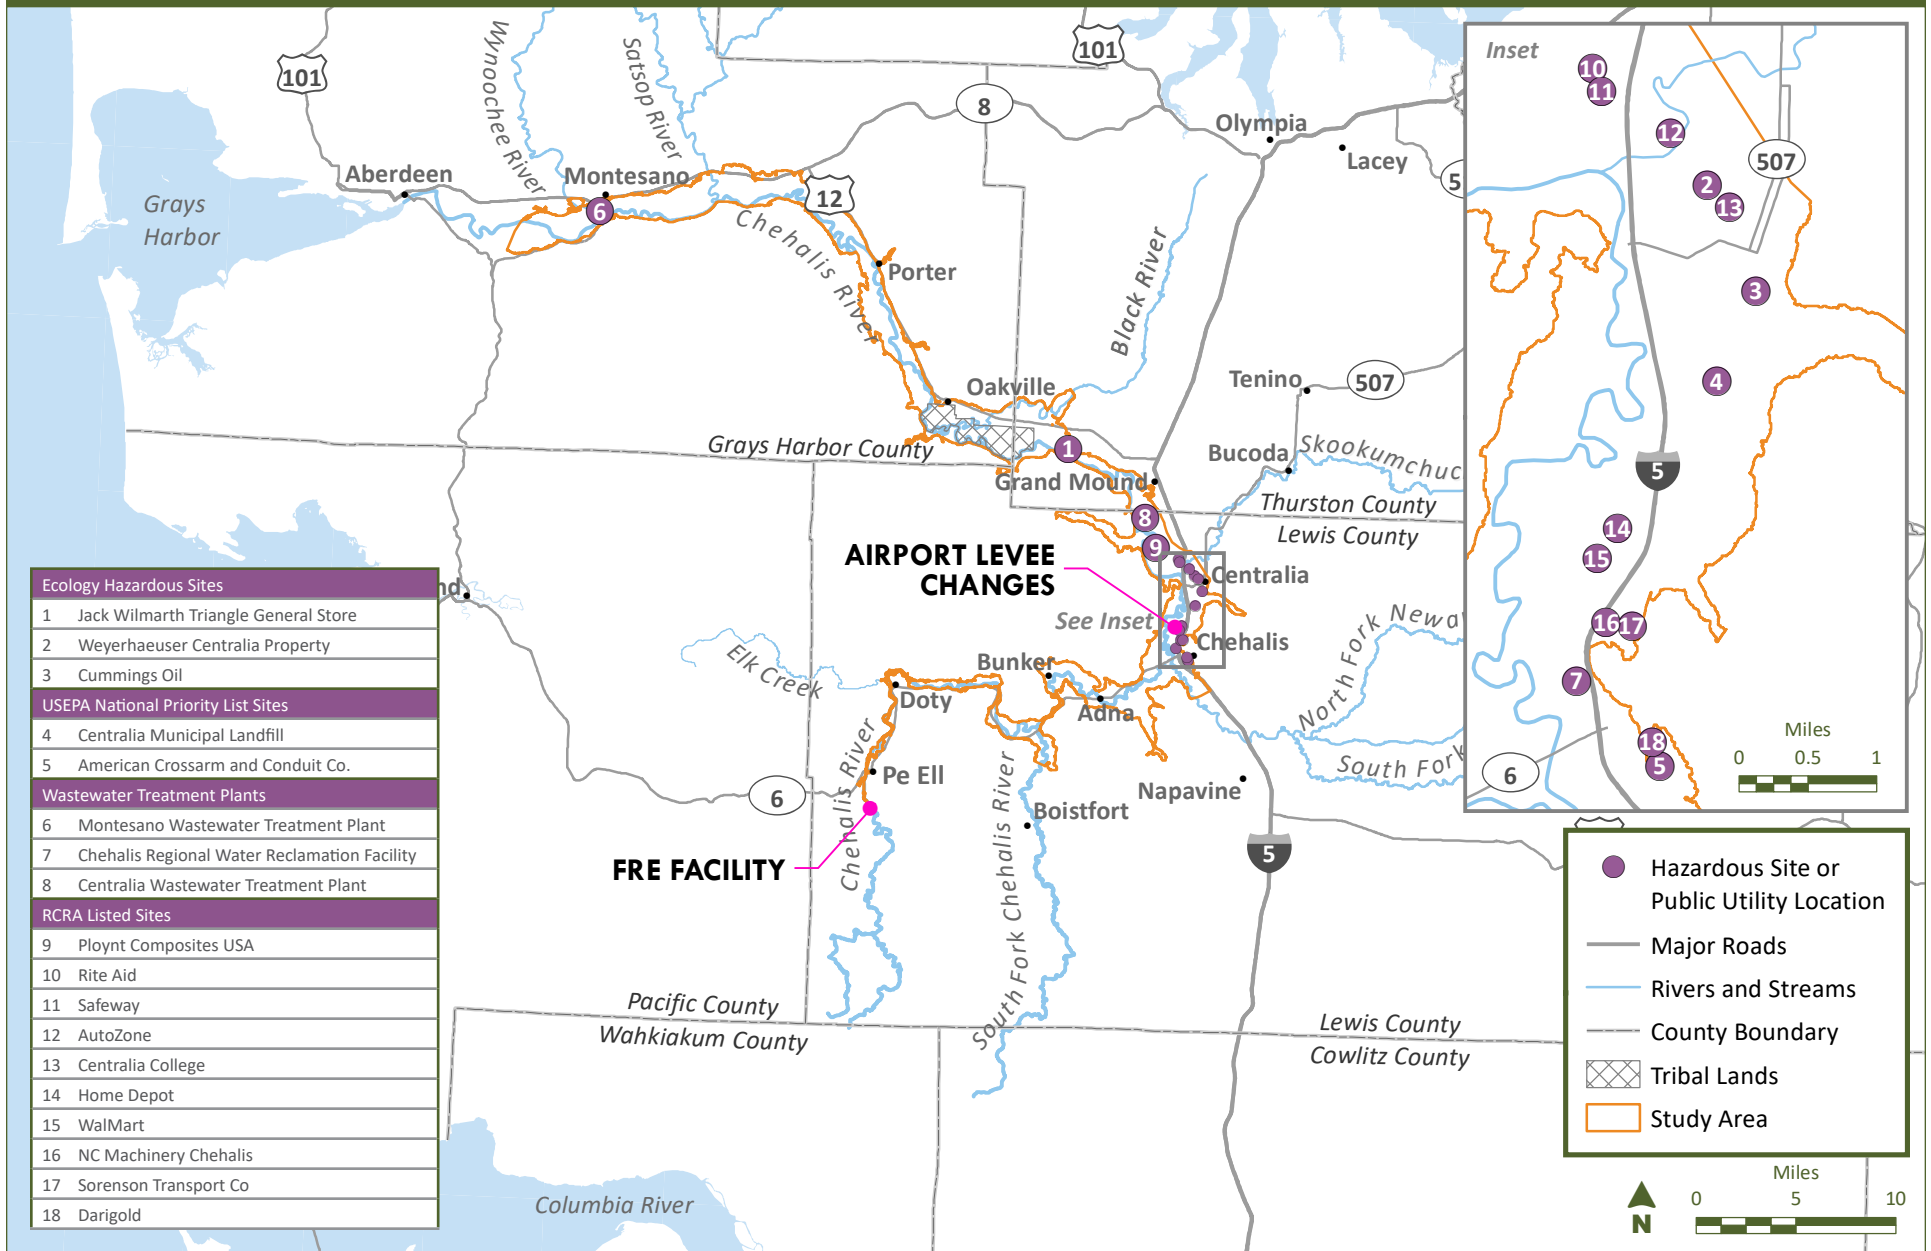 101
101
8
Wynoochee River
Satsop River
Olympia
Lacey
5
Aberdeen
Montesano
6
12
Grays
Harbor
Chehalis River
Porter
Black River
Oakville
Tenino
507
Grays Harbor County
1
Bucoda
Skookumchuc
Grand Mound
Thurston County
Lewis County
8
9
AIRPORT LEVEE
CHANGES
Centralia
See Inset
Chehalis
Elk Creek
Bunker
Doty
Adna
North Fork Newa
South Fork
Chehalis River
Pe Ell
6
Napavine
Boistfort
FRE FACILITY
5
South Fork Chehalis River
Pacific County
Wahkiakum County
Lewis County
Cowlitz County
Columbia River
nd
Ecology Hazardous Sites
1 Jack Wilmarth Triangle General Store
2 Weyerhaeuser Centralia Property
3 Cummings Oil
USEPA National Priority List Sites
4 Centralia Municipal Landfill
5 American Crossarm and Conduit Co.
Wastewater Treatment Plants
6 Montesano Wastewater Treatment Plant
7 Chehalis Regional Water Reclamation Facility
8 Centralia Wastewater Treatment Plant
RCRA Listed Sites
9 Ploynt Composites USA
10 Rite Aid
11 Safeway
12 AutoZone
13 Centralia College
14 Home Depot
15 WalMart
16 NC Machinery Chehalis
17 Sorenson Transport Co
18 Darigold
Inset
10
11
12
507
2
13
3
4
5
14
15
16
17
7
18
5
6
Miles
0 0.5 1
Hazardous Site or
Public Utility Location
Major Roads
Rivers and Streams
County Boundary
Tribal Lands
Study Area
N
Miles
0 5 10